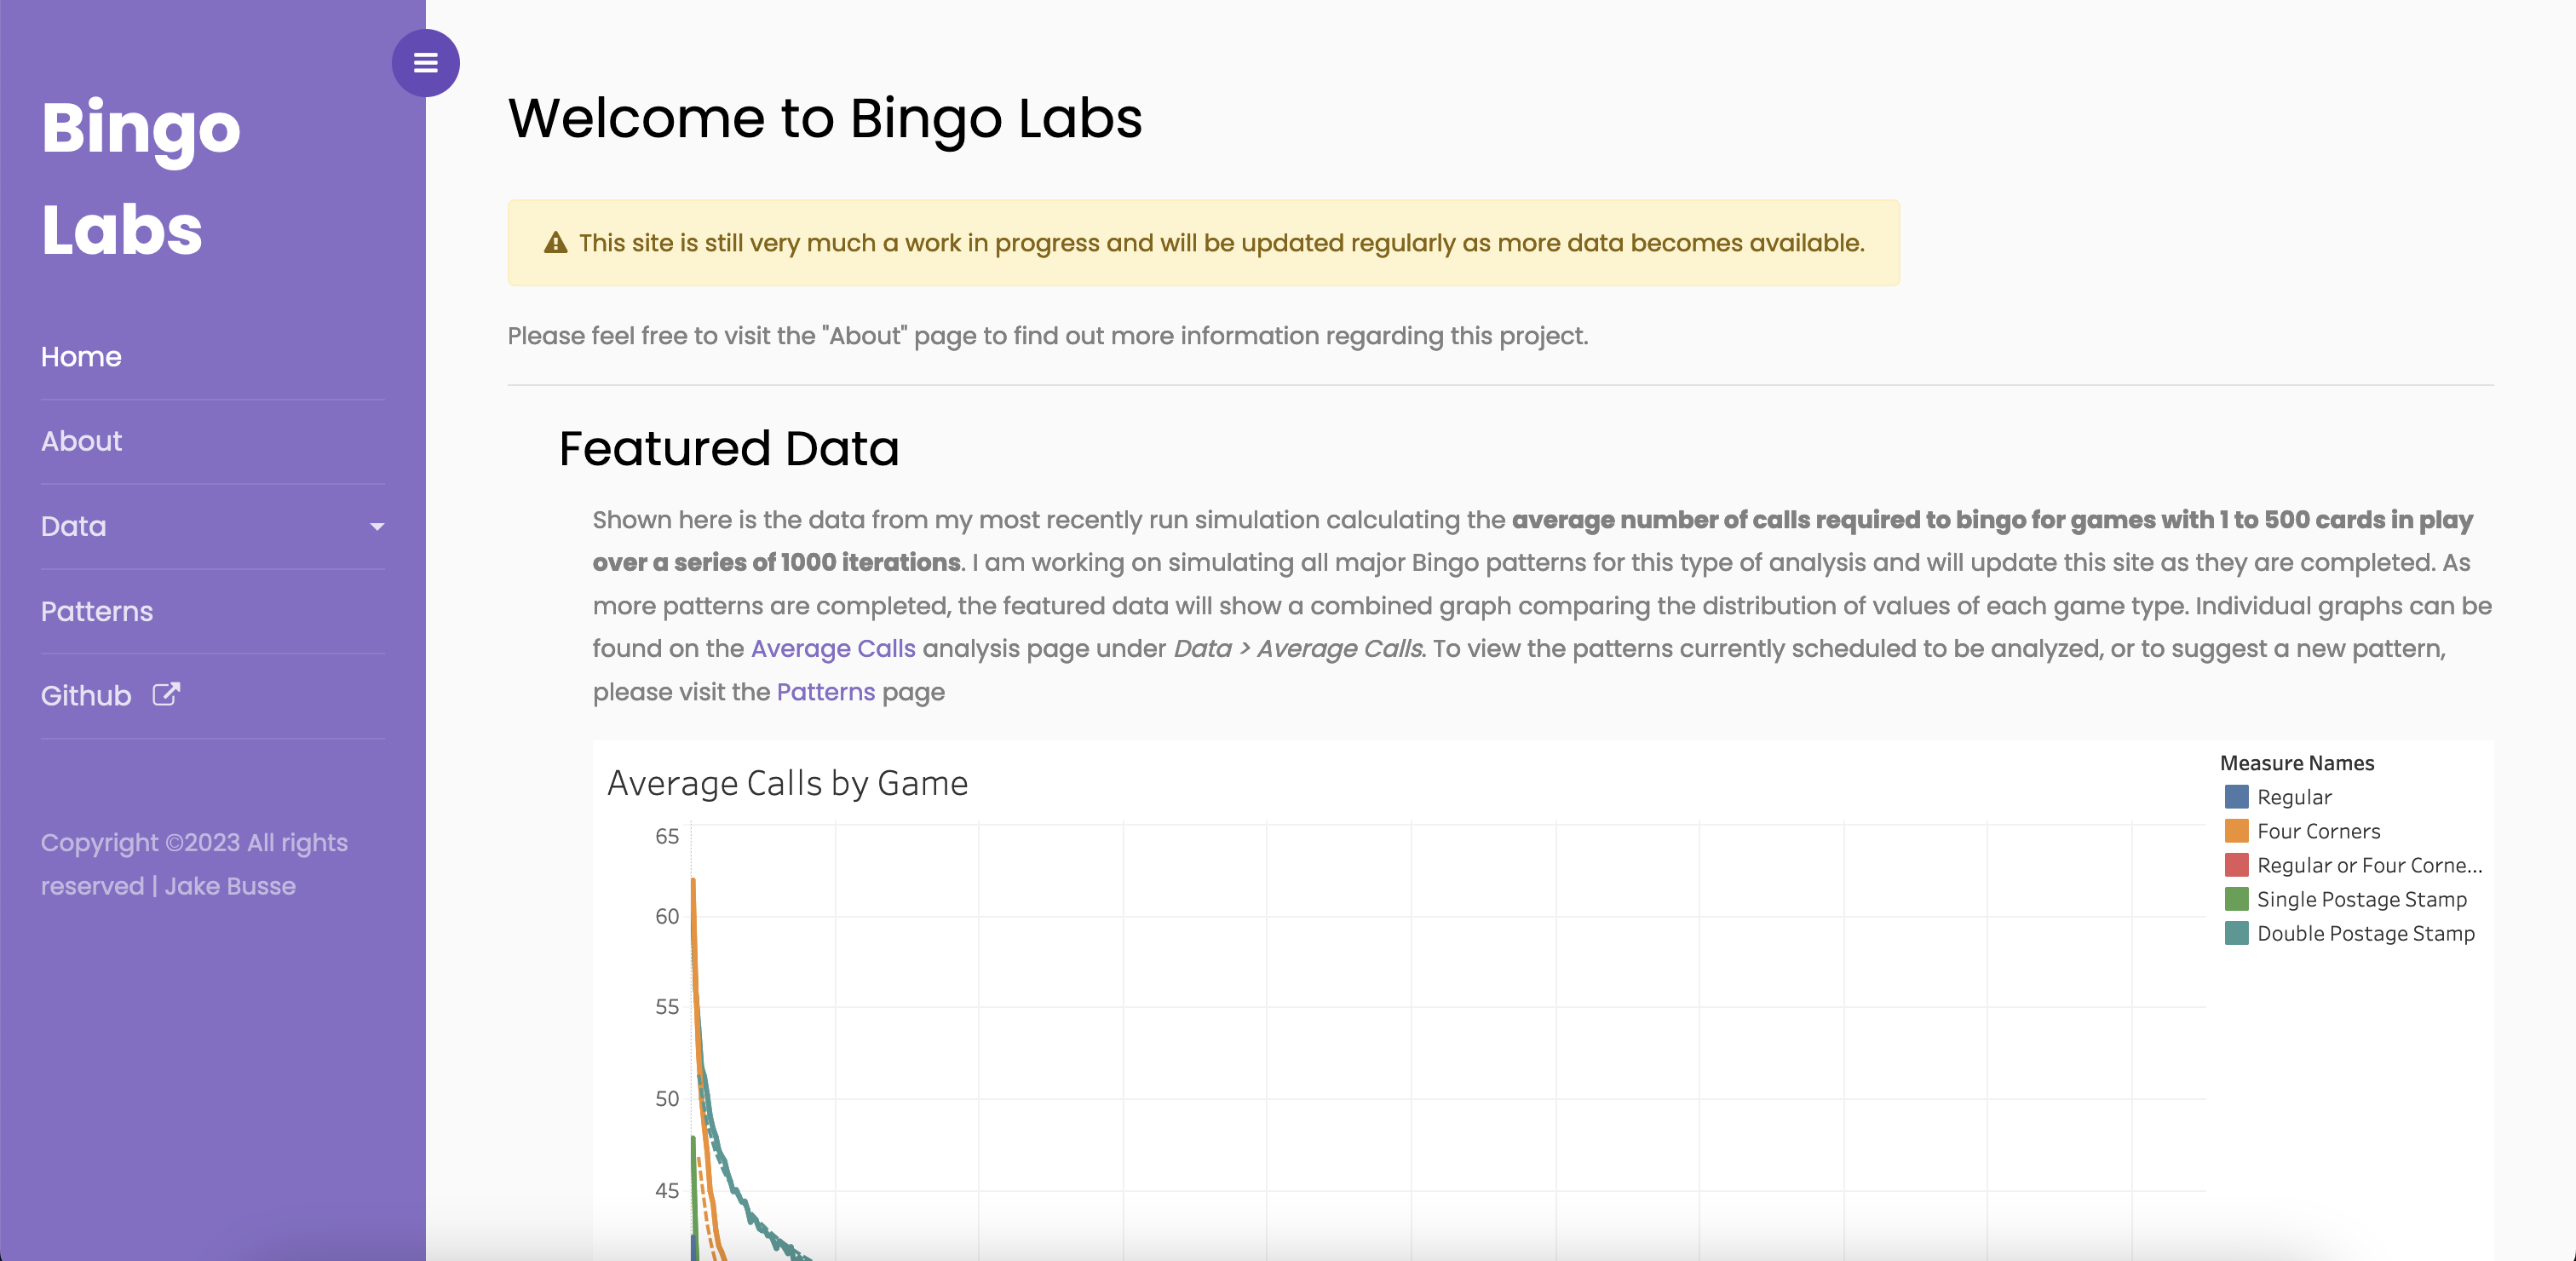 Bingo
Labs
Home
About
Data
Patterns
Github
Copyright ©2023 All rights
reserved | Jake Busse
Welcome to Bingo Labs
This site is still very much a work in progress and will be updated regularly as more data becomes available.
Please feel free to visit the "About" page to find out more information regarding this project.
Featured Data
Shown here is the data from my most recently run simulation calculating the average number of calls required to bingo for games with 1 to 500 cards in play
over a series of 1000 iterations. I am working on simulating all major Bingo patterns for this type of analysis and will update this site as they are completed. As
more patterns are completed, the featured data will show a combined graph comparing the distribution of values of each game type. Individual graphs can be
found on the Average Calls analysis page under Data > Average Calls. To view the patterns currently scheduled to be analyzed, or to suggest a new pattern,
please visit the Patterns page
Average Calls by Game
65
60
55
50
45
Measure Names
Regular
Four Corners
Regular or Four Corne...
Single Postage Stamp
Double Postage Stamp